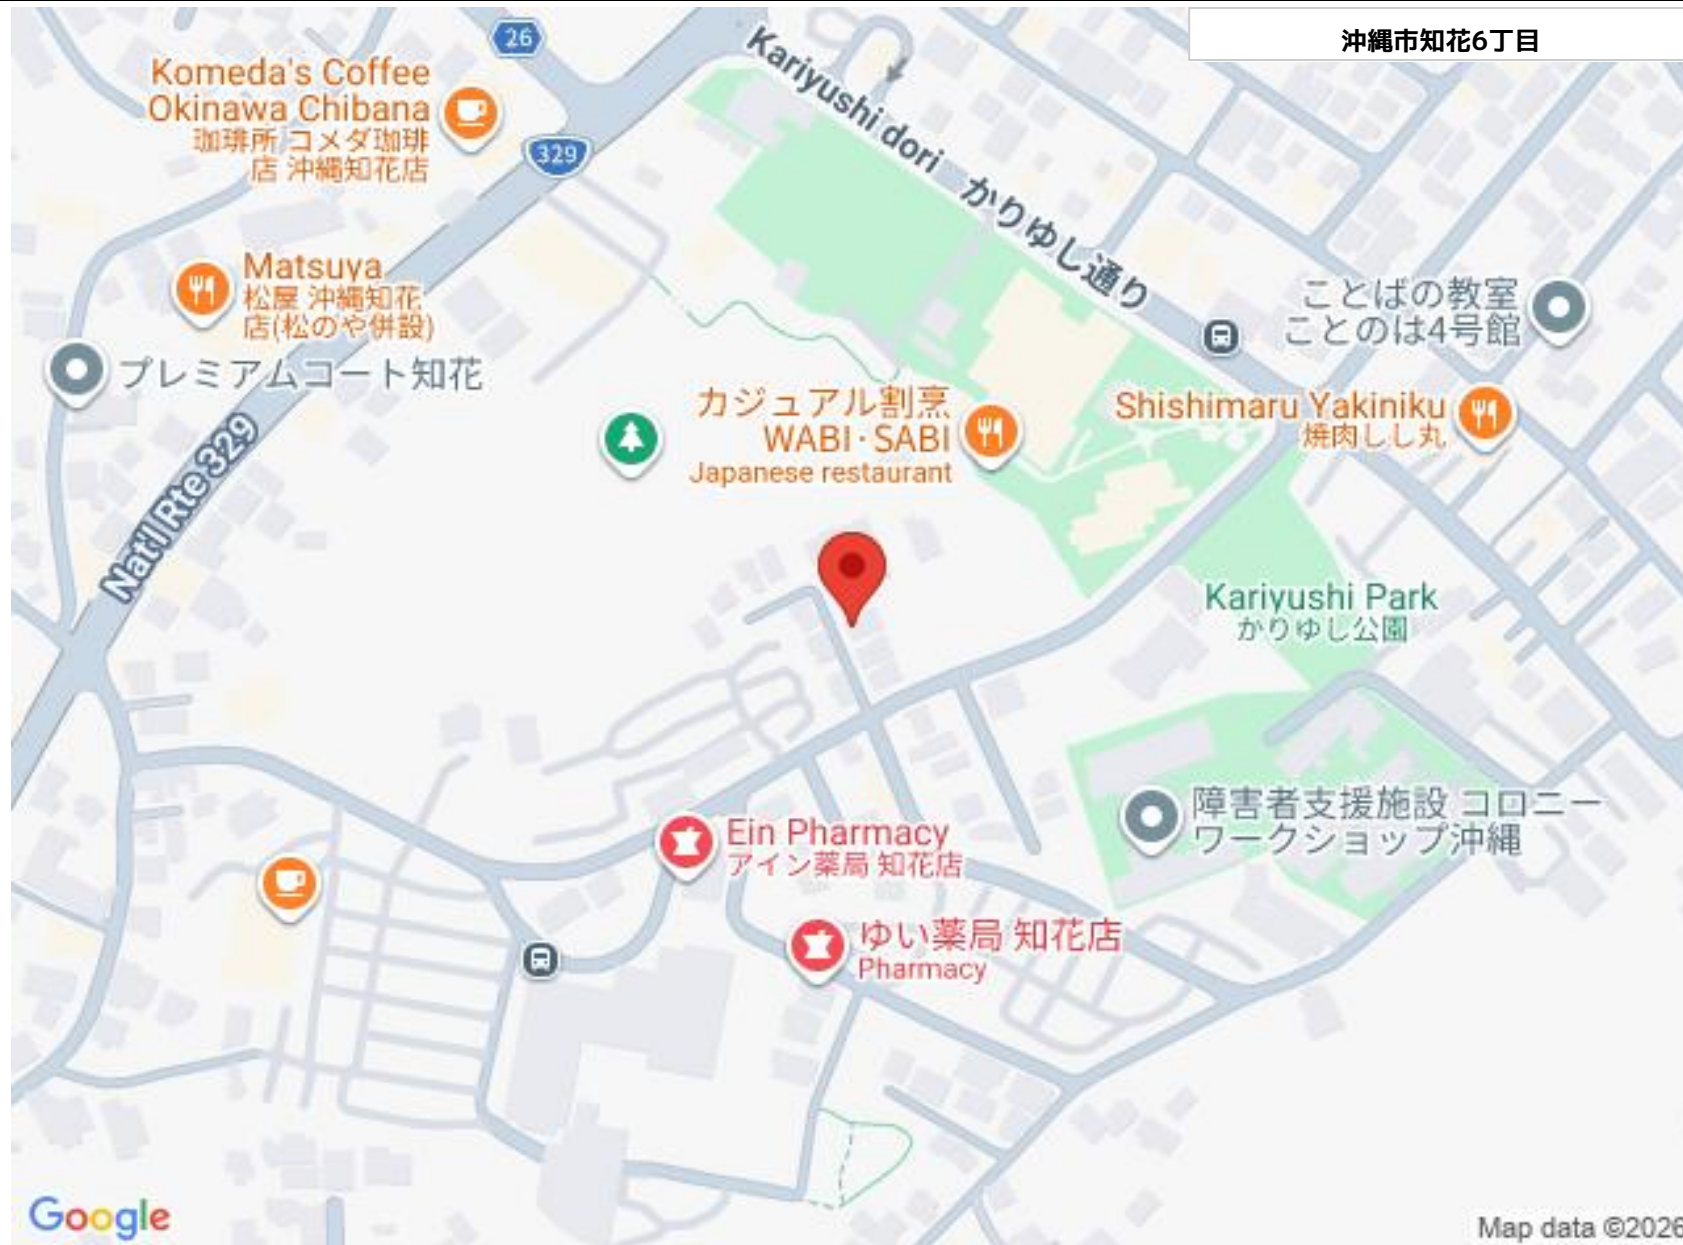 沖縄市知花6丁目
26
Kariyushi dori かりゆし通り
Komeda's Coffee
Okinawa Chibana
珈琲所 コメダ珈琲
店 沖縄知花店
329
Matsuya
松屋 沖縄知花
店(松のや併設)
プレミアムコート知花
ことばの教室
ことのは4号館
カジュアル割烹
WABI·SABI
Japanese restaurant
Shishimaru Yakiniku
焼肉しし丸
Nat'l Rte 329
Kariyushi Park
かりゆし公園
障害者支援施設 コロニー
ワークショップ沖縄
Ein Pharmacy
アイン薬局 知花店
ゆい薬局 知花店
Pharmacy
Google
Map data ©2026